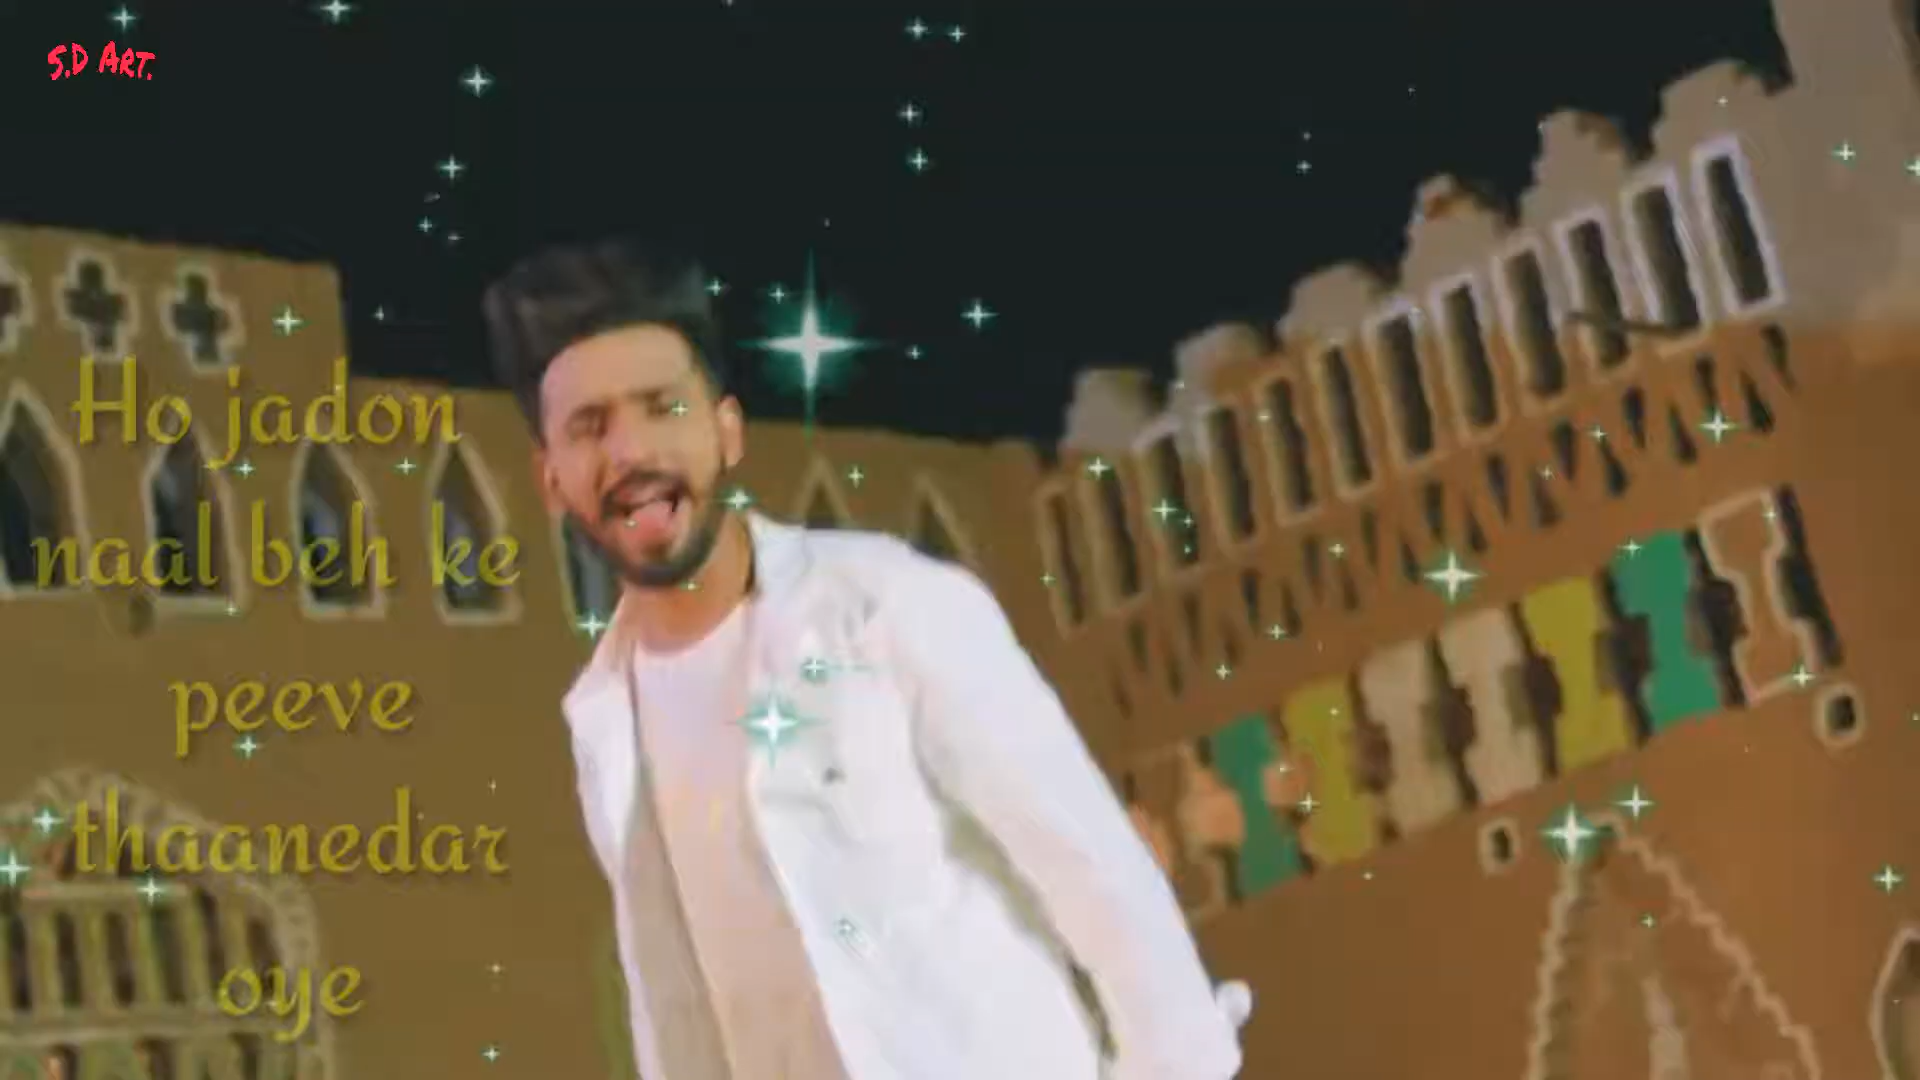 S.D ART.
Ho jadon
naal beh ke
peeve
thaanedar
oye